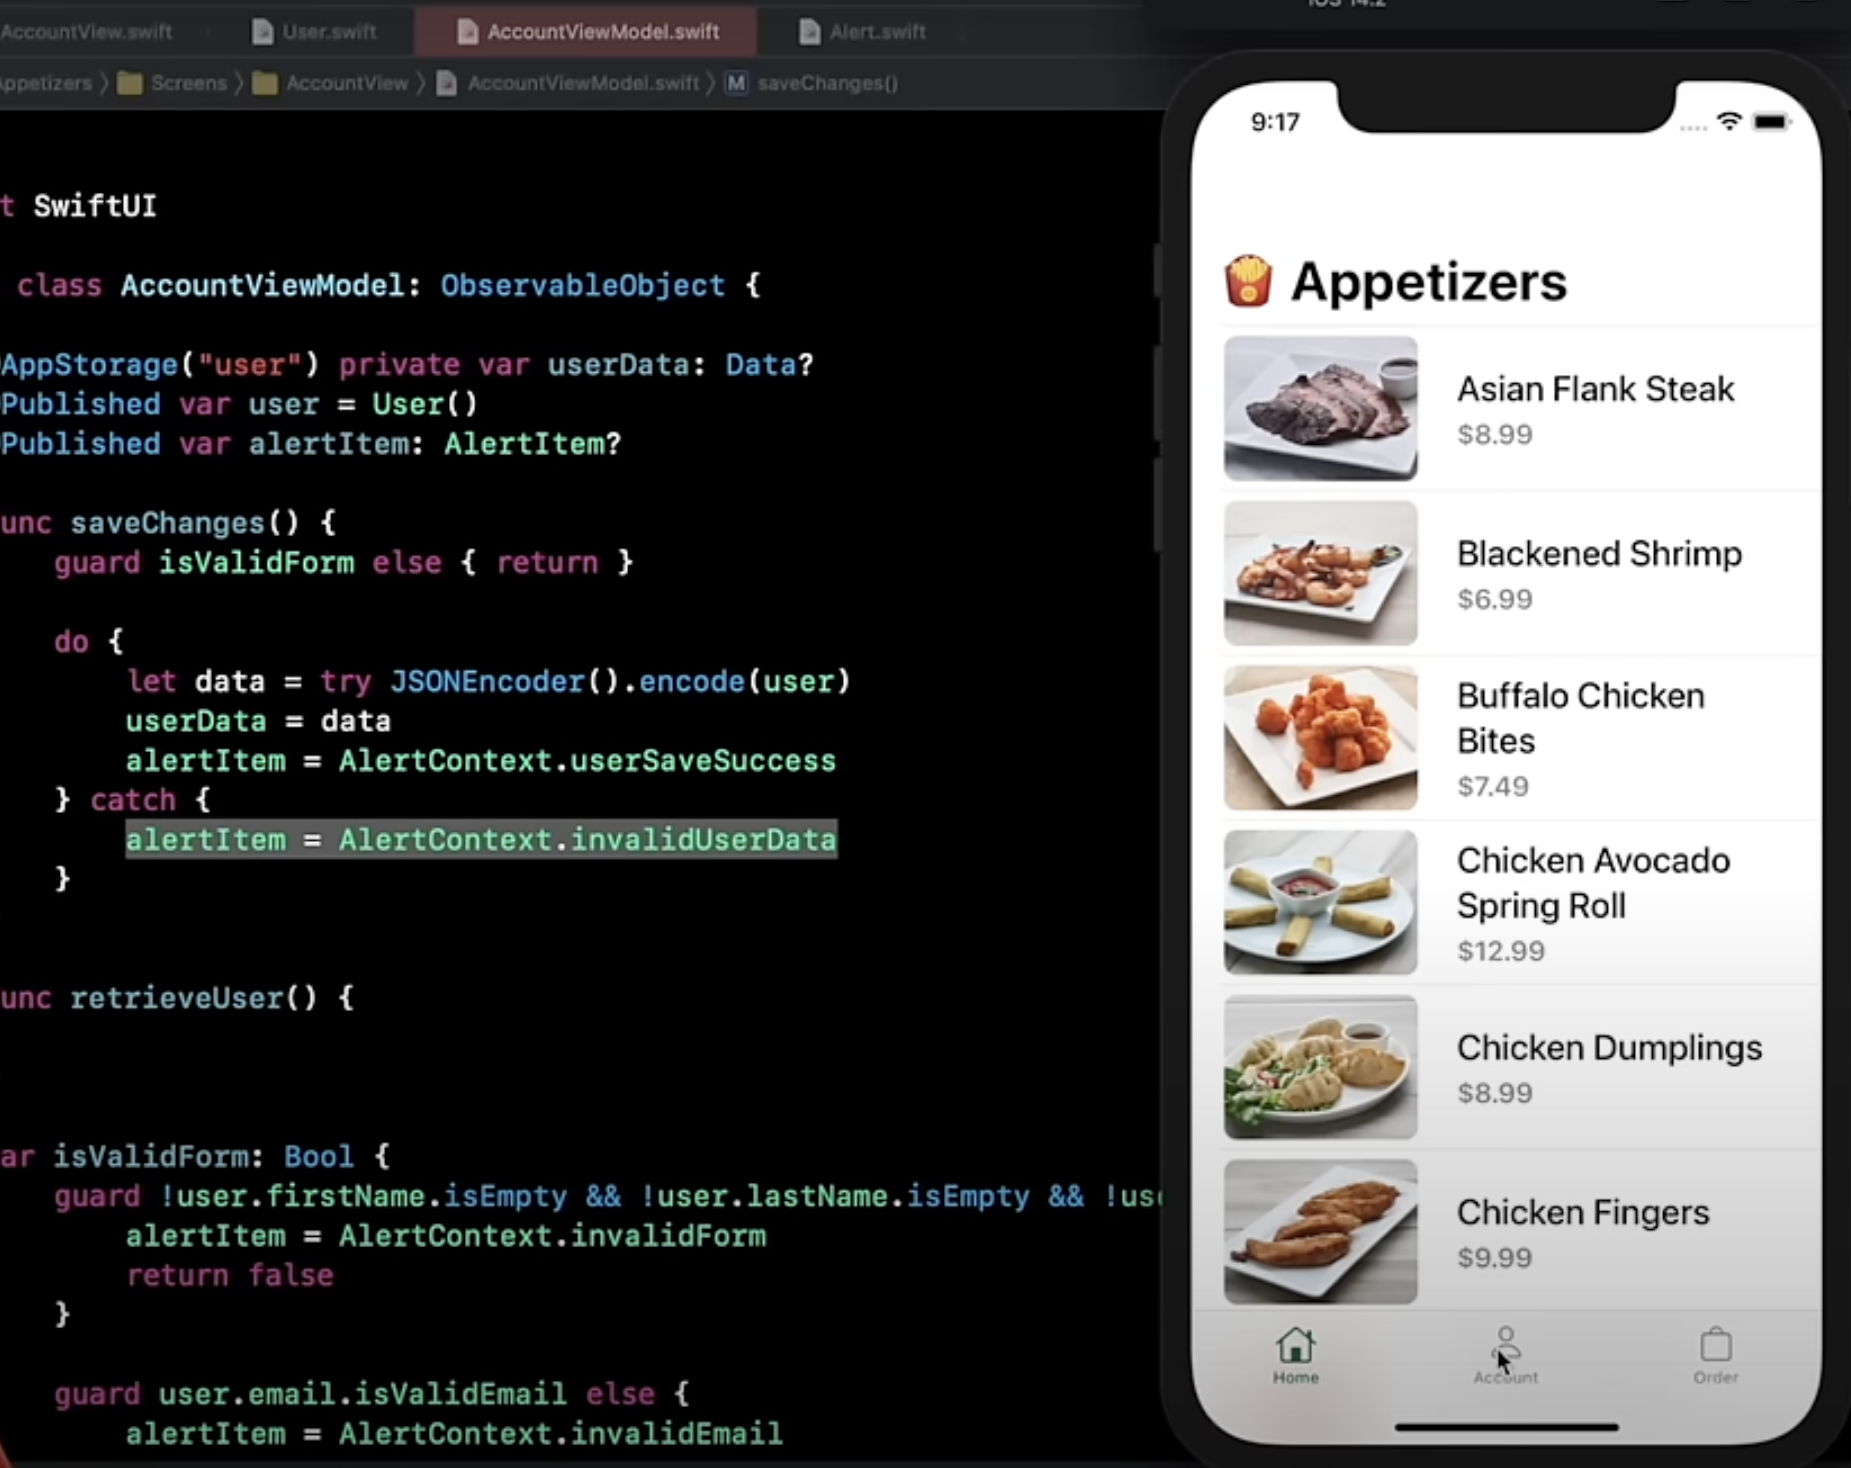 AccountView.swift
User.swift
AccountViewModel.swift
Alert.swift
Appetizers
Screens
AccountView
AccountViewModel.swift
M
saveChanges()
t SwiftUI
class AccountViewModel: ObservableObject {
AppStorage("user") private var userData: Data?
Published var user = User()
Published var alertItem: AlertItem?
unc saveChanges() {
guard isValidForm else { return }
do {
let data = try JSONEncoder().encode(user)
userData = data
alertItem = AlertContext.userSaveSuccess
} catch {
alertItem = AlertContext.invalidUserData
}
unc retrieveUser() {
ar isValidForm: Bool {
guard !user.firstName.isEmpty && !user.lastName.isEmpty && !use
alertItem = AlertContext.invalidForm
return false
}
guard user.email.isValidEmail else {
alertItem = AlertContext.invalidEmail
iOS 14.2
9:17
Appetizers
Asian Flank Steak
$8.99
Blackened Shrimp
$6.99
Buffalo Chicken
Bites
$7.49
Chicken Avocado
Spring Roll
$12.99
Chicken Dumplings
$8.99
Chicken Fingers
$9.99
Home
Account
Order